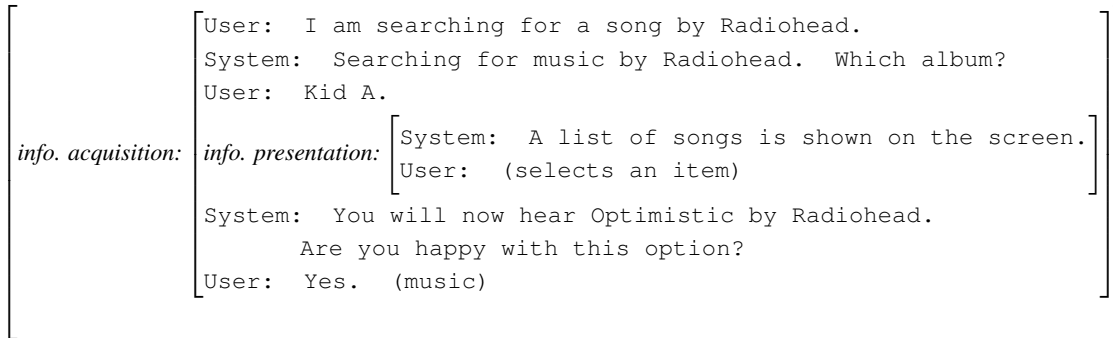 User: I am searching for a song by Radiohead.
System: Searching for music by Radiohead. Which album?
User: Kid A.
info. acquisition: info. presentation: System: A list of songs is shown on the screen.
User: (selects an item)
System: You will now hear Optimistic by Radiohead.
Are you happy with this option?
User: Yes. (music)